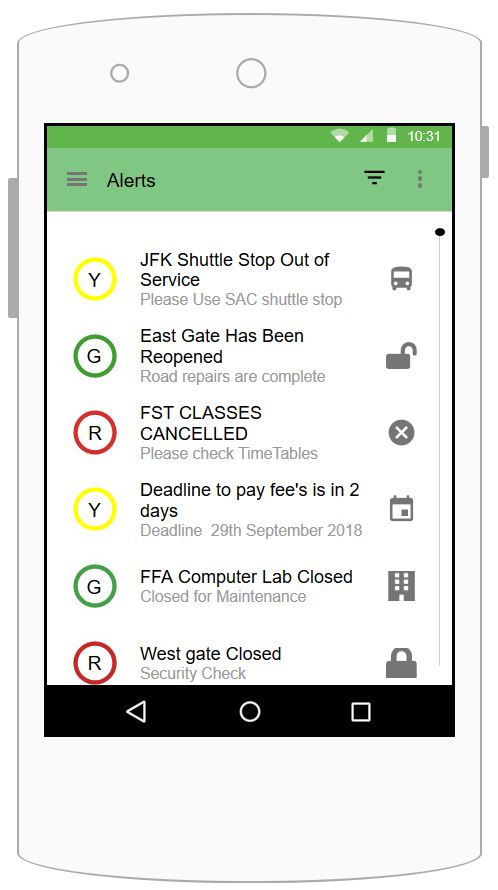 10:31
Alerts
Y
JFK Shuttle Stop Out of
Service
Please Use SAC shuttle stop
G
East Gate Has Been
Reopened
Road repairs are complete
R
FST CLASSES
CANCELLED
Please check TimeTables
Y
Deadline to pay fee's is in 2
days
Deadline  29th September 2018
G
FFA Computer Lab Closed
Closed for Maintenance
R
West gate Closed
Security Check